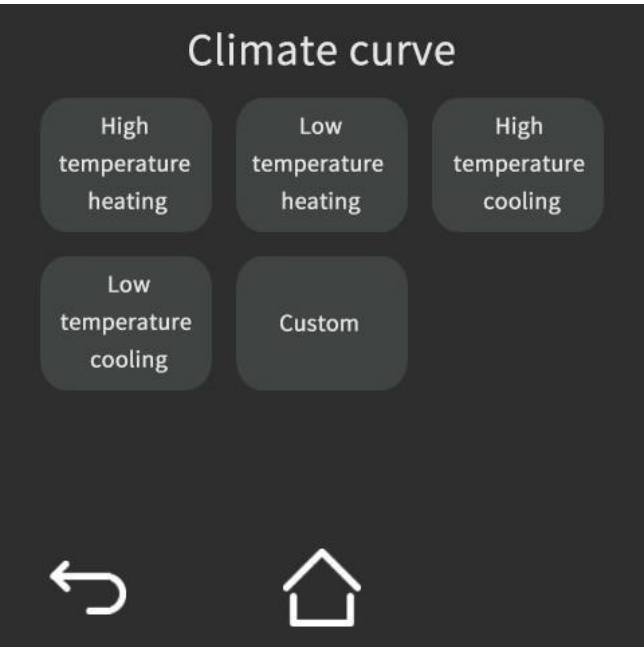 Climate curve
High
temperature
heating
Low
temperature
heating
High
temperature
cooling
Low
temperature
cooling
Custom